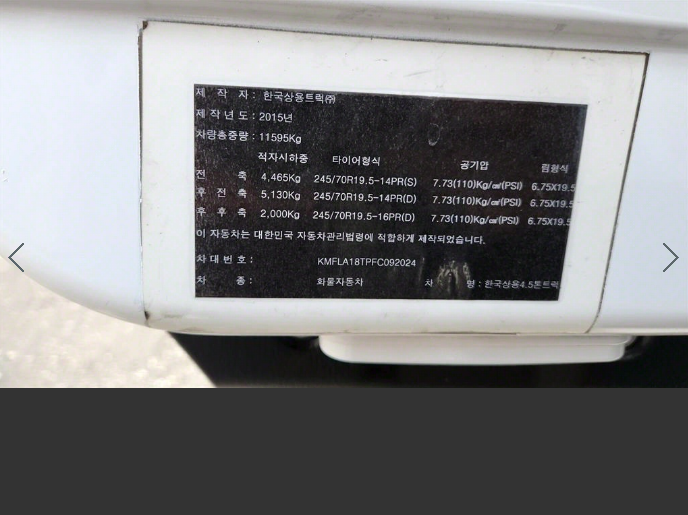 제 작 자 : 한국상용트럭㈜
제 작 년 도 : 2015년
차량총중량 : 11595Kg
적차시하중 타이어형식 공기압 림형식
전 축 4,465Kg 245/70R19.5-14PR(S) 7.73(110)Kg/㎠(PSI) 6.75X19.5
후 전 축 5,130Kg 245/70R19.5-14PR(D) 7.73(110)Kg/㎠(PSI) 6.75X19.5
후 후 축 2,000Kg 245/70R19.5-16PR(D) 7.73(110)Kg/㎠(PSI) 6.75X19.5
이 자동차는 대한민국 자동차관리법령에 적합하게 제작되었습니다.
차 대 번 호 : KMFLA18TPFC092024
차 종 : 화물자동차 차 명 : 한국상용4.5톤트럭